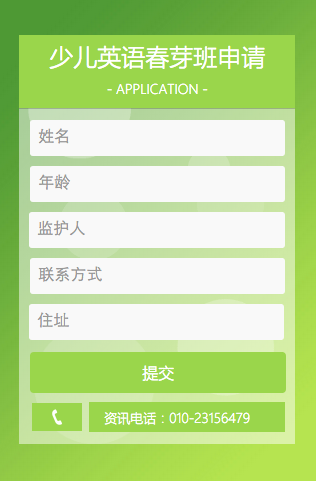 少儿英语春芽班申请
- APPLICATION -
姓名
年龄
监护人
联系方式
住址
提交
资讯电话：010-23156479